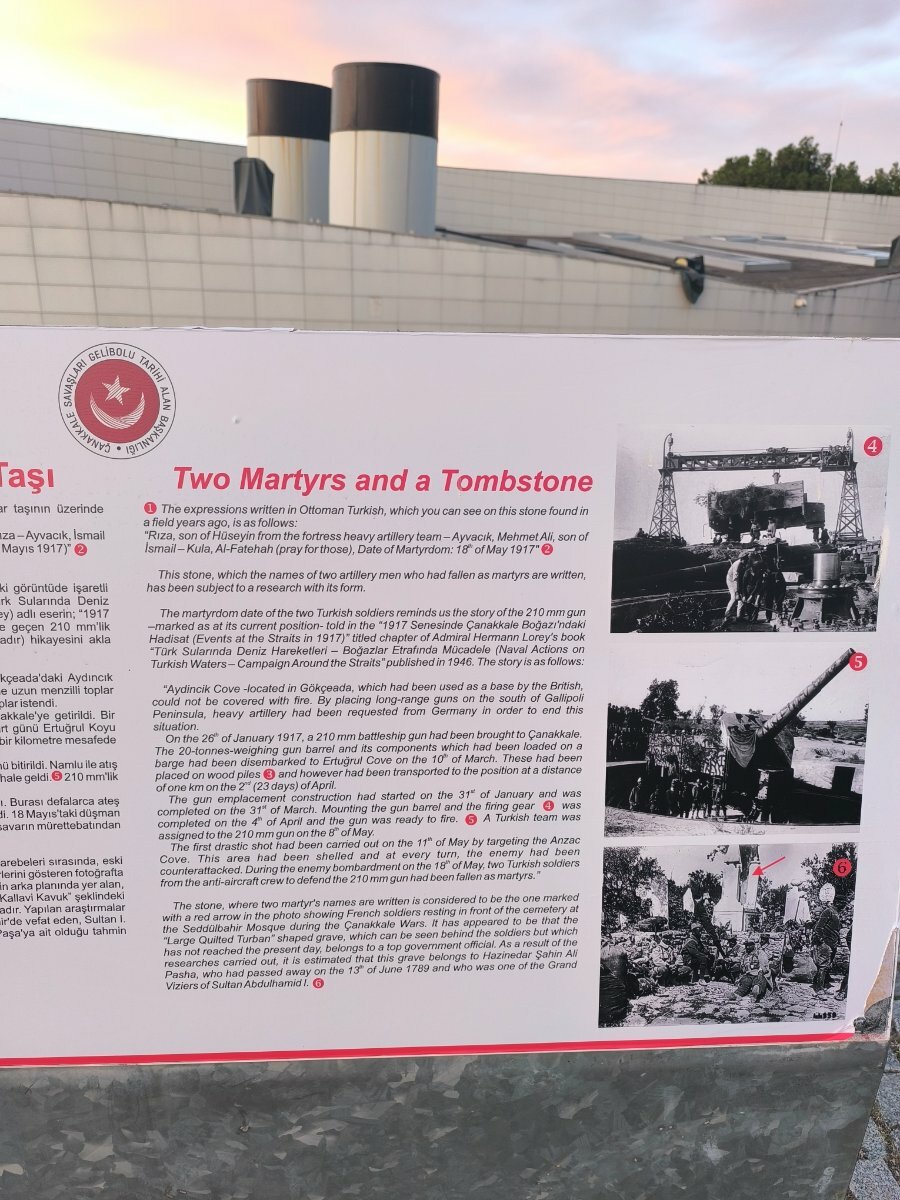 ÇANAKKALE SAVAŞLARI GELİBOLU TARİHİ ALAN BAŞKANLIĞI
Taşı
ar taşının üzerinde
ıza – Ayvacık, İsmail
Mayıs 1917)" 2
ki görüntüde işaretli
rk Sularında Deniz
ey) adlı eserin; "1917
e geçen 210 mm'lik
adır) hikayesini akla
kçeada'daki Aydıncık
ne uzun menzilli toplar
plar istendi.
akkale'ye getirildi. Bir
rt günü Ertuğrul Koyu
bir kilometre mesafede
nü bitirildi. Namlu ile atış
hale geldi. 5 210 mm'lik
ı. Burası defalarca ateş
di. 18 Mayıs'taki düşman
savarın mürettebatından
arebeleri sırasında, eski
rlerini gösteren fotoğrafta
in arka planında yer alan,
Kallavi Kavuk" şeklindeki
adır. Yapılan araştırmalar
ir'de vefat eden, Sultan I.
Paşa'ya ait olduğu tahmin
Two Martyrs and a Tombstone
1 The expressions written in Ottoman Turkish, which you can see on this stone found in
a field years ago, is as follows:
"Rıza, son of Hüseyin from the fortress heavy artillery team – Ayvacık, Mehmet Ali, son of
İsmail – Kula, Al-Fatehah (pray for those), Date of Martyrdom: 18th of May 1917" 2
This stone, which the names of two artillery men who had fallen as martyrs are written,
has been subject to a research with its form.
The martyrdom date of the two Turkish soldiers reminds us the story of the 210 mm gun
–marked as at its current position- told in the "1917 Senesinde Çanakkale Boğazı'ndaki
Hadisat (Events at the Straits in 1917)" titled chapter of Admiral Hermann Lorey's book
"Türk Sularında Deniz Hareketleri – Boğazlar Etrafında Mücadele (Naval Actions on
Turkish Waters – Campaign Around the Straits" published in 1946. The story is as follows:
"Aydincik Cove -located in Gökçeada, which had been used as a base by the British,
could not be covered with fire. By placing long-range guns on the south of Gallipoli
Peninsula, heavy artillery had been requested from Germany in order to end this
situation.
On the 26th of January 1917, a 210 mm battleship gun had been brought to Çanakkale.
The 20-tonnes-weighing gun barrel and its components which had been loaded on a
barge had been disembarked to Ertuğrul Cove on the 10th of March. These had been
placed on wood piles 3 and however had been transported to the position at a distance
of one km on the 2nd (23 days) of April.
The gun emplacement construction had started on the 31st of January and was
completed on the 31st of March. Mounting the gun barrel and the firing gear 4 was
completed on the 4th of April and the gun was ready to fire. 5 A Turkish team was
assigned to the 210 mm gun on the 8th of May.
The first drastic shot had been carried out on the 11th of May by targeting the Anzac
Cove. This area had been shelled and at every turn, the enemy had been
counterattacked. During the enemy bombardment on the 18th of May, two Turkish soldiers
from the anti-aircraft crew to defend the 210 mm gun had been fallen as martyrs."
The stone, where two martyr's names are written is considered to be the one marked
with a red arrow in the photo showing French soldiers resting in front of the cemetery at
the Seddülbahir Mosque during the Çanakkale Wars. It has appeared to be that the
"Large Quilted Turban" shaped grave, which can be seen behind the soldiers but which
has not reached the present day, belongs to a top government official. As a result of the
researches carried out, it is estimated that this grave belongs to Hazinedar Şahin Ali
Pasha, who had passed away on the 13th of June 1789 and who was one of the Grand
Viziers of Sultan Abdulhamid I. 6
4
5
6